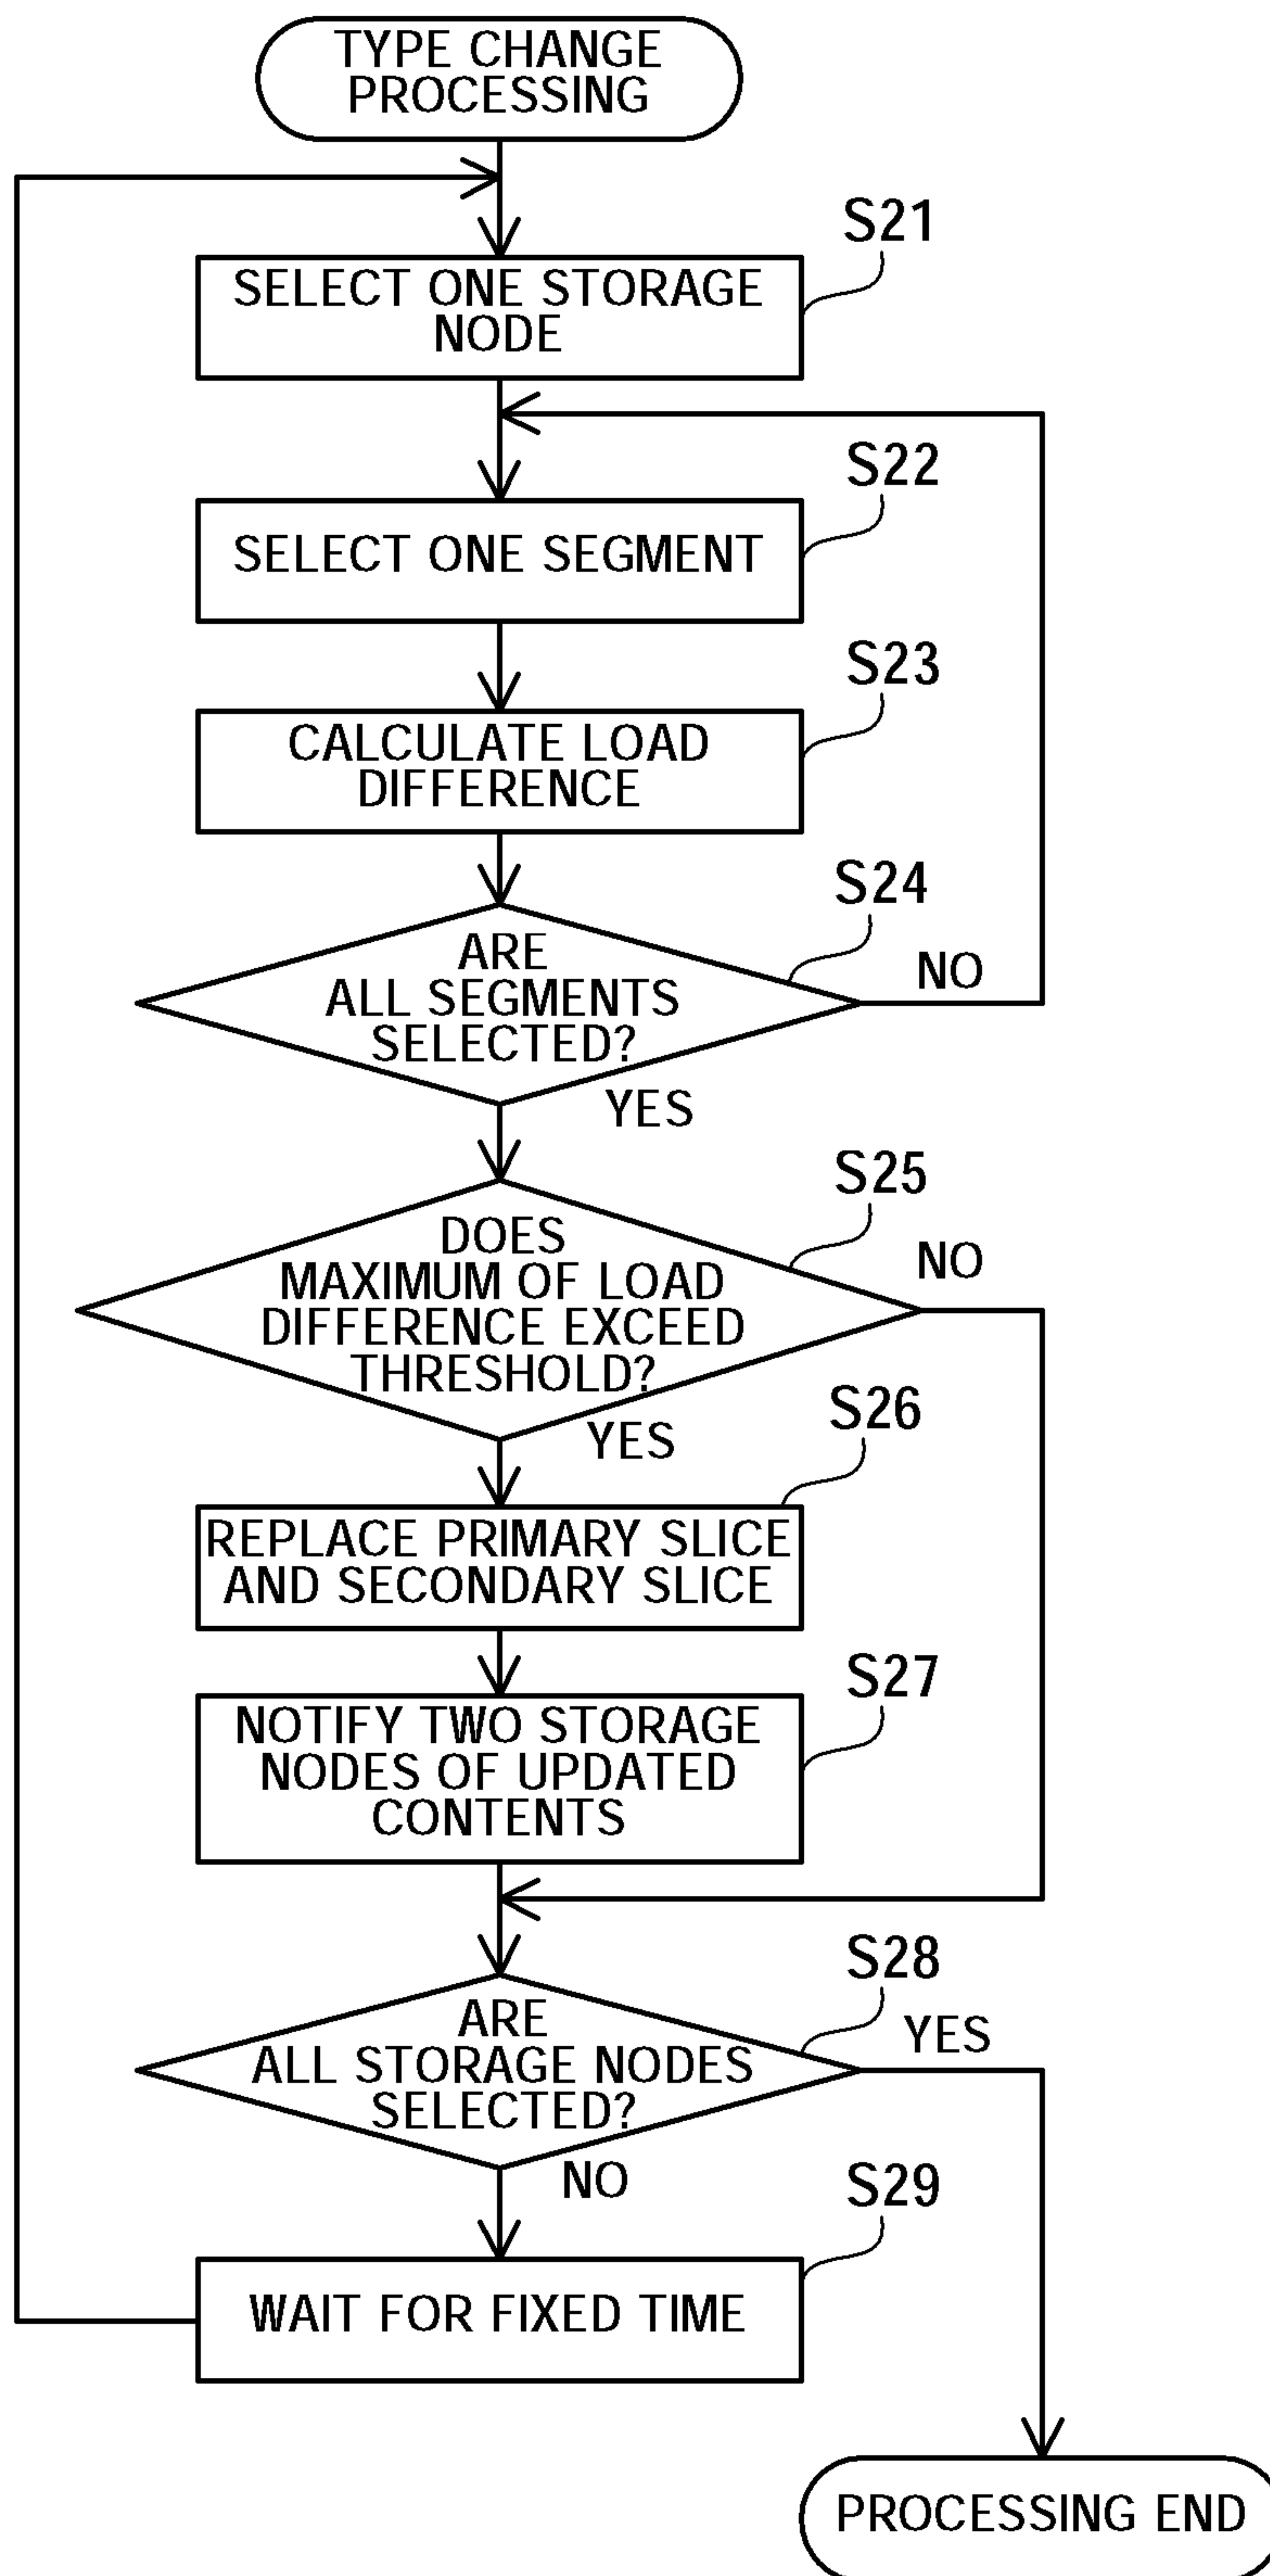 TYPE CHANGE
PROCESSING
S21
SELECT ONE STORAGE
NODE
S22
SELECT ONE SEGMENT
S23
CALCULATE LOAD
DIFFERENCE
S24
ARE
ALL SEGMENTS
SELECTED?
NO
YES
S25
DOES
MAXIMUM OF LOAD
DIFFERENCE EXCEED
THRESHOLD?
NO
YES
S26
REPLACE PRIMARY SLICE
AND SECONDARY SLICE
S27
NOTIFY TWO STORAGE
NODES OF UPDATED
CONTENTS
S28
ARE
ALL STORAGE NODES
SELECTED?
YES
NO
S29
WAIT FOR FIXED TIME
PROCESSING END